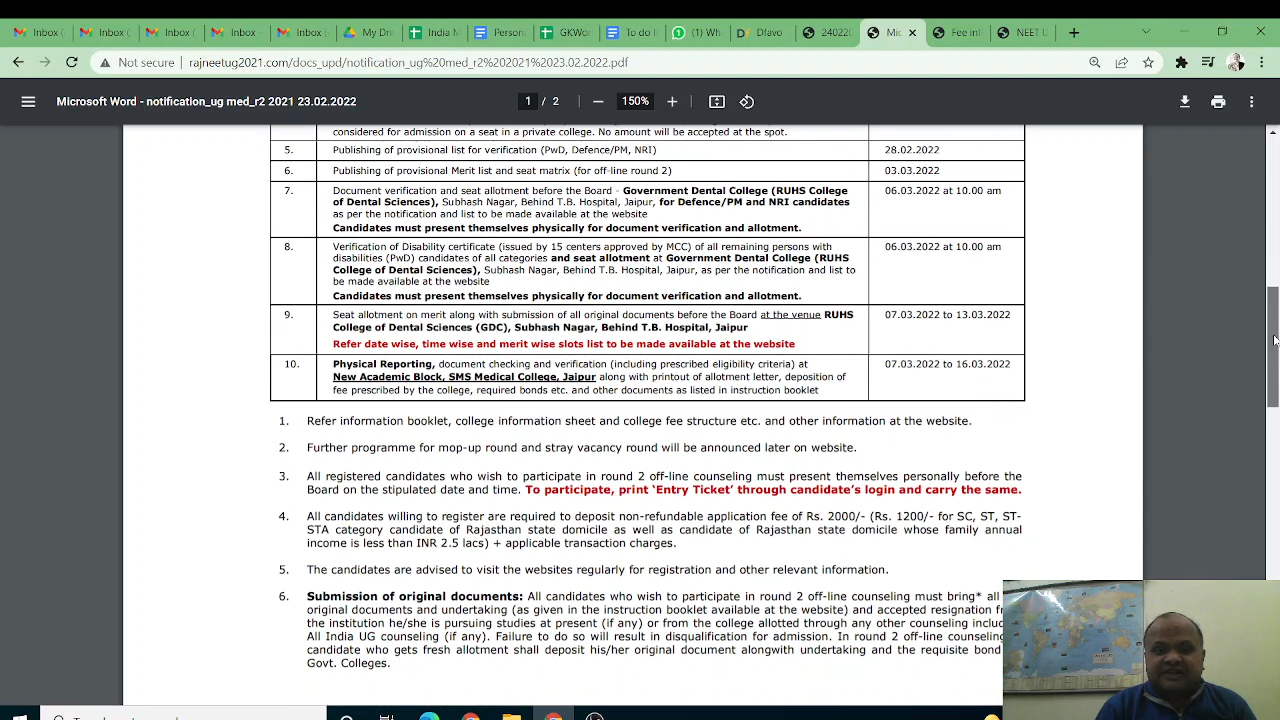 Inbox ( Inbox ( Inbox ( Inbox - Inbox ( My Dri India M Person GKWor To do li (1) Wh Dfavo 240220 Mic Fee inf NEET U
Not secure rajneetug2021.com/docs_upd/notification_ug%20med_r2%202021%2023.02.2022.pdf
Microsoft Word - notification_ug med_r2 2021 23.02.2022 1 / 2 150%
considered for admission on a seat in a private college. No amount will be accepted at the spot.
5. Publishing of provisional list for verification (PwD, Defence/PM, NRI) 28.02.2022
6. Publishing of provisional Merit list and seat matrix (for off-line round 2) 03.03.2022
7. Document verification and seat allotment before the Board - Government Dental College (RUHS College 06.03.2022 at 10.00 am
of Dental Sciences), Subhash Nagar, Behind T.B. Hospital, Jaipur, for Defence/PM and NRI candidates
as per the notification and list to be made available at the website
Candidates must present themselves physically for document verification and allotment.
8. Verification of Disability certificate (issued by 15 centers approved by MCC) of all remaining persons with 06.03.2022 at 10.00 am
disabilities (PwD) candidates of all categories and seat allotment at Government Dental College (RUHS
College of Dental Sciences), Subhash Nagar, Behind T.B. Hospital, Jaipur, as per the notification and list to
be made available at the website
Candidates must present themselves physically for document verification and allotment.
9. Seat allotment on merit along with submission of all original documents before the Board at the venue RUHS 07.03.2022 to 13.03.2022
College of Dental Sciences (GDC), Subhash Nagar, Behind T.B. Hospital, Jaipur
Refer date wise, time wise and merit wise slots list to be made available at the website
10. Physical Reporting, document checking and verification (including prescribed eligibility criteria) at 07.03.2022 to 16.03.2022
New Academic Block, SMS Medical College, Jaipur along with printout of allotment letter, deposition of
fee prescribed by the college, required bonds etc. and other documents as listed in instruction booklet
1. Refer information booklet, college information sheet and college fee structure etc. and other information at the website.
2. Further programme for mop-up round and stray vacancy round will be announced later on website.
3. All registered candidates who wish to participate in round 2 off-line counseling must present themselves personally before the
Board on the stipulated date and time. To participate, print ‘Entry Ticket’ through candidate’s login and carry the same.
4. All candidates willing to register are required to deposit non-refundable application fee of Rs. 2000/- (Rs. 1200/- for SC, ST, ST-
STA category candidate of Rajasthan state domicile as well as candidate of Rajasthan state domicile whose family annual
income is less than INR 2.5 lacs) + applicable transaction charges.
5. The candidates are advised to visit the websites regularly for registration and other relevant information.
6. Submission of original documents: All candidates who wish to participate in round 2 off-line counseling must bring* all
original documents and undertaking (as given in the instruction booklet available at the website) and accepted resignation
the institution he/she is pursuing studies at present (if any) or from the college allotted through any other counseling includ
All India UG counseling (if any). Failure to do so will result in disqualification for admission. In round 2 off-line counseling
candidate who gets fresh allotment shall deposit his/her original document alongwith undertaking and the requisite bond
Govt. Colleges.